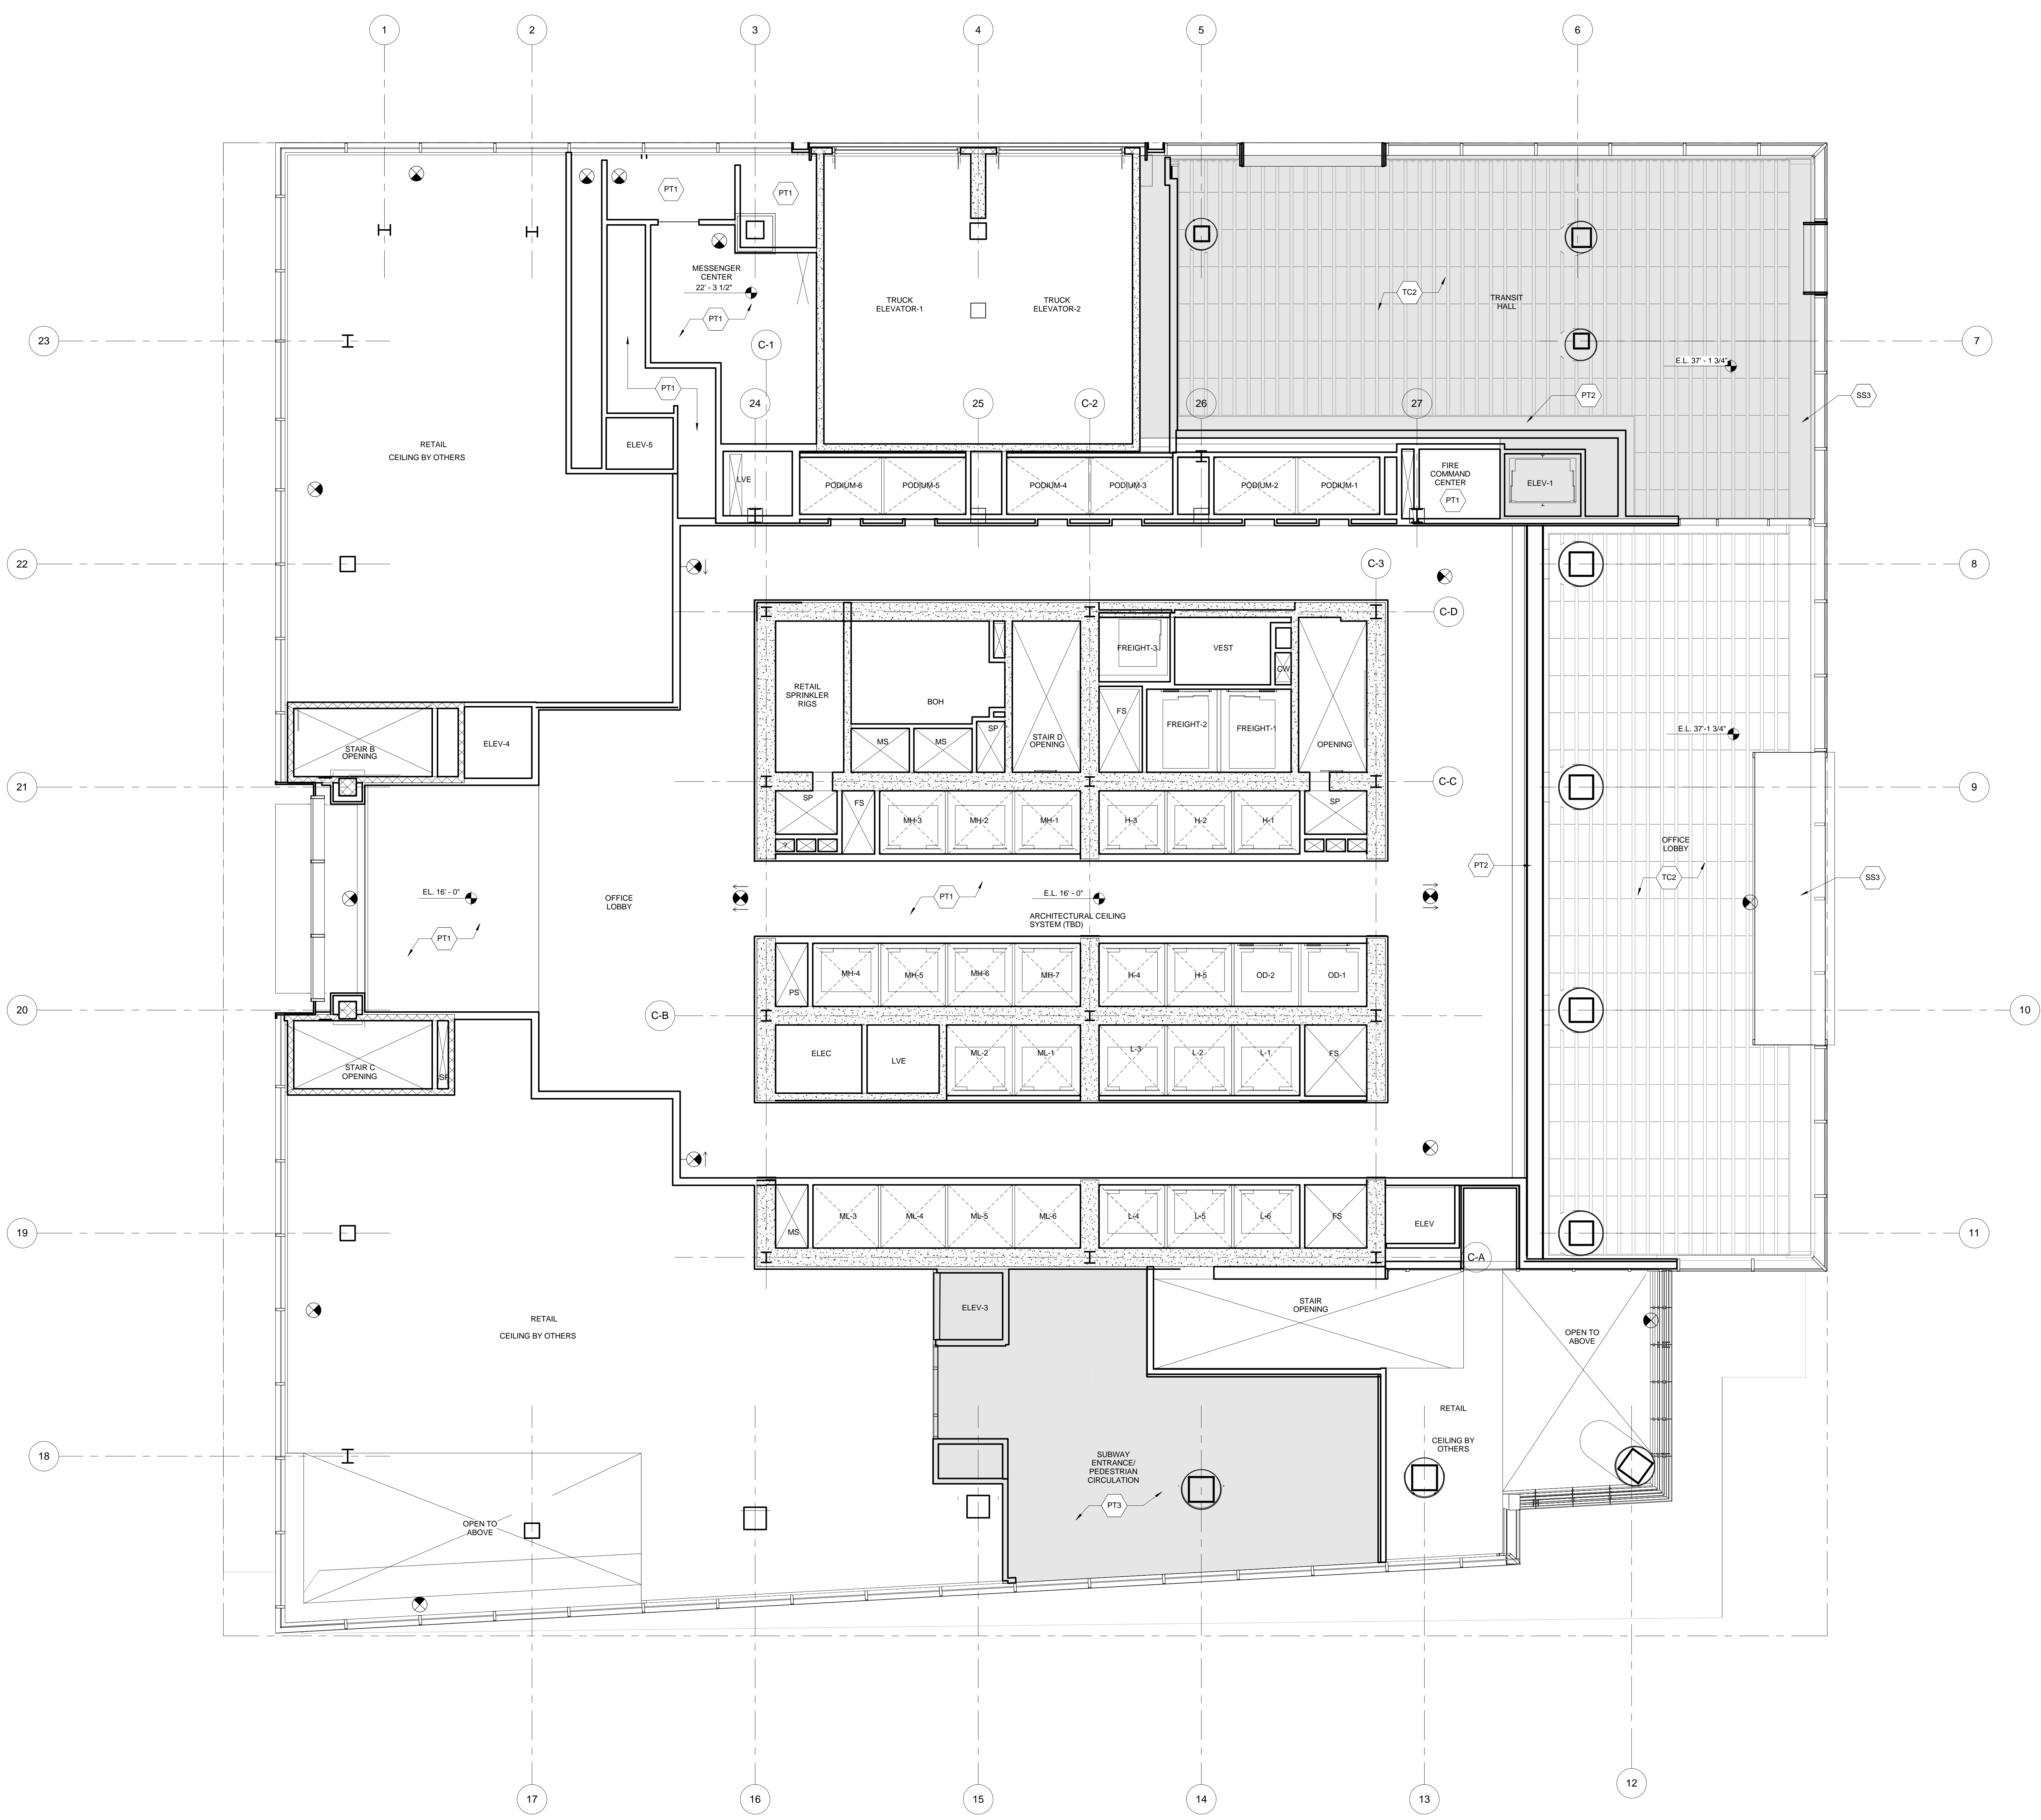 1
2
3
4
5
6
PT1
PT1
MESSENGER
CENTER
22' - 3 1/2"
PT1
TRUCK
ELEVATOR-1
TRUCK
ELEVATOR-2
TC2
TRANSIT
HALL
23
C-1
7
E.L. 37' - 1 3/4"
PT1
PT2
SS3
24
25
C-2
26
27
RETAIL
CEILING BY OTHERS
ELEV-5
LVE
PODIUM-6
PODIUM-5
PODIUM-4
PODIUM-3
PODIUM-2
PODIUM-1
FIRE
COMMAND
CENTER
PT1
ELEV-1
22
C-3
8
C-D
FREIGHT-3
VEST
CW
RETAIL
SPRINKLER
RIGS
BOH
FS
SP
STAIR D
OPENING
FREIGHT-2
FREIGHT-1
OPENING
MS
MS
STAIR B
OPENING
ELEV-4
E.L. 37'-1 3/4"
21
C-C
9
SP
FS
MH-3
MH-2
MH-1
H-3
H-2
H-1
SP
?
OFFICE
LOBBY
PT2
TC2
SS3
EL. 16' - 0"
OFFICE
LOBBY
PT1
E.L. 16' - 0"
ARCHITECTURAL CEILING
SYSTEM (TBD)
PT1
PS
MH-4
MH-5
MH-6
MH-7
H-4
H-5
OD-2
OD-1
20
C-B
10
STAIR C
OPENING
SP
ELEC
LVE
ML-2
ML-1
L-3
L-2
L-1
FS
19
MS
ML-3
ML-4
ML-5
ML-6
L-4
L-5
L-6
FS
ELEV
11
C-A
ELEV-3
STAIR
OPENING
RETAIL
CEILING BY OTHERS
OPEN TO
ABOVE
RETAIL
CEILING BY
OTHERS
18
SUBWAY
ENTRANCE/
PEDESTRIAN
CIRCULATION
PT3
OPEN TO
ABOVE
17
16
15
14
13
12